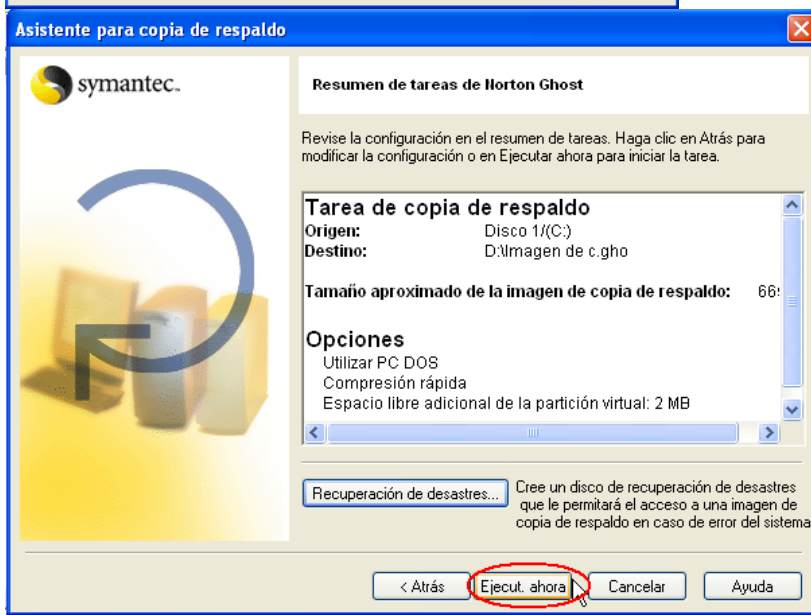 Asistente para copia de respaldo
symantec.
Resumen de tareas de Norton Ghost
Revise la configuración en el resumen de tareas. Haga clic en Atrás para
modificar la configuración o en Ejecutar ahora para iniciar la tarea.
Tarea de copia de respaldo
Origen: Disco 1/(C:)
Destino: D:\Imagen de c.gho
Tamaño aproximado de la imagen de copia de respaldo:
Opciones
Utilizar PC DOS
Compresión rápida
Espacio libre adicional de la partición virtual: 2 MB
Recuperación de desastres...
Cree un disco de recuperación de desastres
que le permitará el acceso a una imagen de
copia de respaldo en caso de error del sistema
< Atrás Ejecut. ahora Cancelar Ayuda